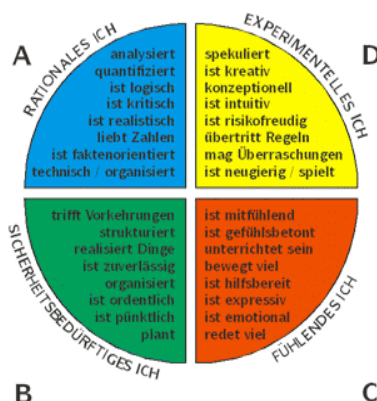 A
RATIONALES ICH
analysiert
quantifiziert
ist logisch
ist kritisch
ist realistisch
liebt Zahlen
ist faktenorientiert
technisch / organisiert
D
EXPERIMENTELLES ICH
spekuliert
ist kreativ
konzeptionell
ist intuitiv
ist risikofreudig
übertritt Regeln
mag Überraschungen
ist neugierig / spielt
B
SICHERHEITSBEDÜRFTIGES ICH
trifft Vorkehrungen
strukturiert
realisiert Dinge
ist zuverlässig
organisiert
ist ordentlich
ist pünktlich
plant
C
FÜHLENDES ICH
ist mitfühlend
ist gefühlsbetont
unterrichtet sein
bewegt viel
ist hilfsbereit
ist expressiv
ist emotional
redet viel